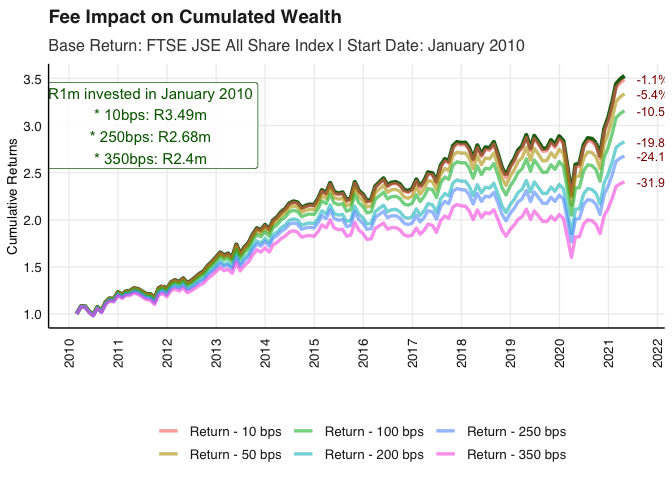 Fee Impact on Cumulated Wealth
Base Return: FTSE JSE All Share Index | Start Date: January 2010
Cumulative Returns
3.5
3.0
2.5
2.0
1.5
1.0
R1m invested in January 2010
* 10bps: R3.49m
* 250bps: R2.68m
* 350bps: R2.4m
-1.1%
-5.4%
-10.5
-19.8
-24.1
-31.9
2010
2011
2012
2013
2014
2015
2016
2017
2018
2019
2020
2021
2022
Return - 10 bps
Return - 100 bps
Return - 250 bps
Return - 50 bps
Return - 200 bps
Return - 350 bps